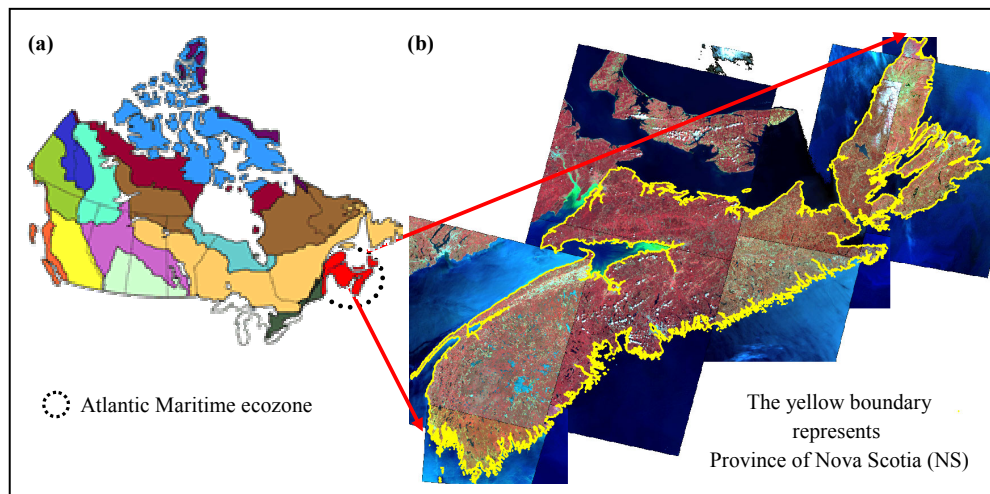 (a)
(b)
Atlantic Maritime ecozone
The yellow boundary
represents
Province of Nova Scotia (NS)